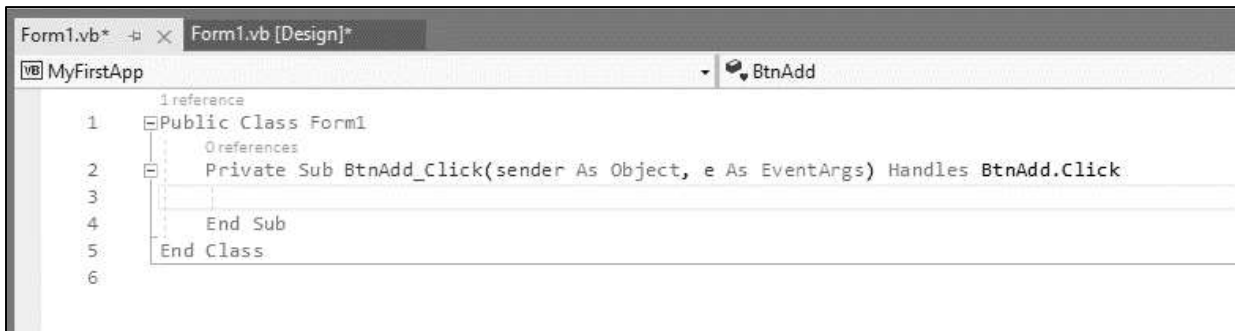 Form1.vb* Form1.vb [Design]*
VB MyFirstApp BtnAdd
1 reference
1 Public Class Form1
0 references
2 Private Sub BtnAdd_Click(sender As Object, e As EventArgs) Handles BtnAdd.Click
3
4 End Sub
5 End Class
6